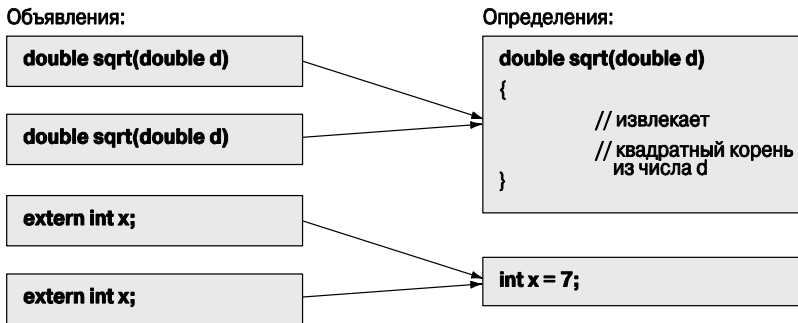 Объявления:
double sqrt(double d)
double sqrt(double d)
extern int x;
extern int x;
Определения:
double sqrt(double d)
{
// извлекает
// квадратный корень
из числа d
}
int x = 7;